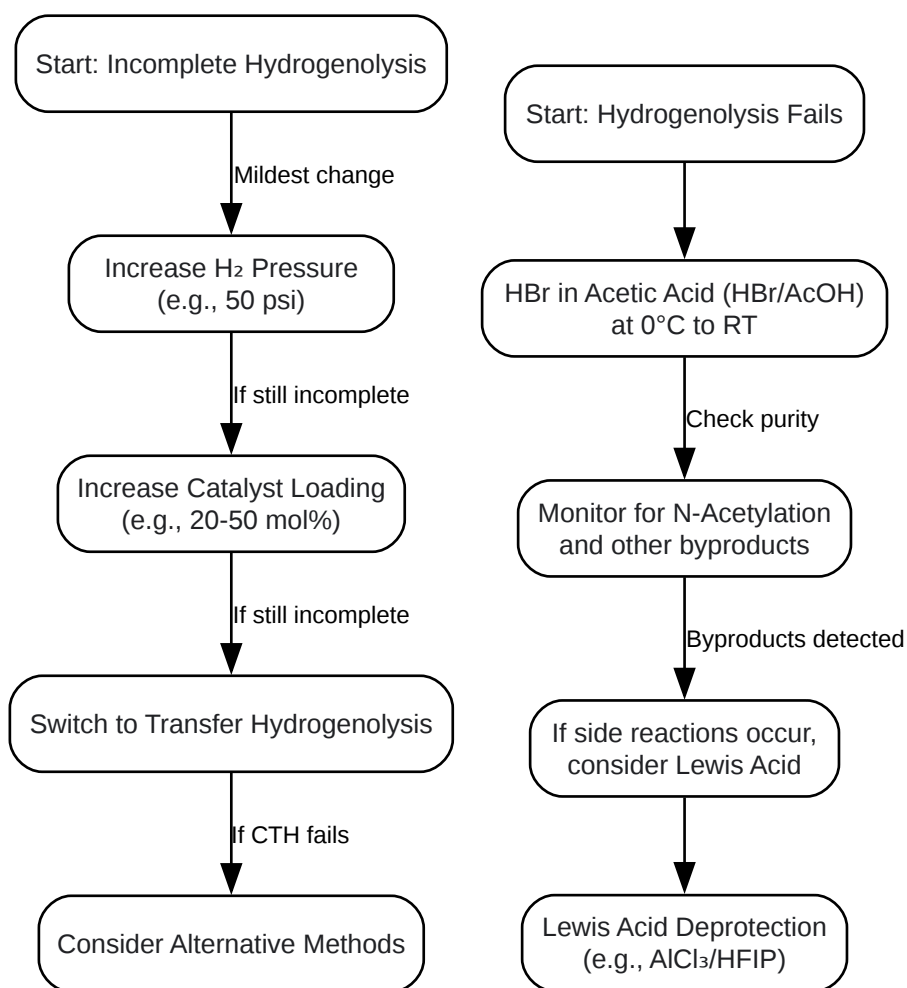 Start: Incomplete Hydrogenolysis
Mildest change
Increase H₂ Pressure
(e.g., 50 psi)
If still incomplete
Increase Catalyst Loading
(e.g., 20-50 mol%)
If still incomplete
Switch to Transfer Hydrogenolysis
If CTH fails
Consider Alternative Methods
Start: Hydrogenolysis Fails
HBr in Acetic Acid (HBr/AcOH)
at 0°C to RT
Check purity
Monitor for N-Acetylation
and other byproducts
Byproducts detected
If side reactions occur,
consider Lewis Acid
Lewis Acid Deprotection
(e.g., AlCl₃/HFIP)